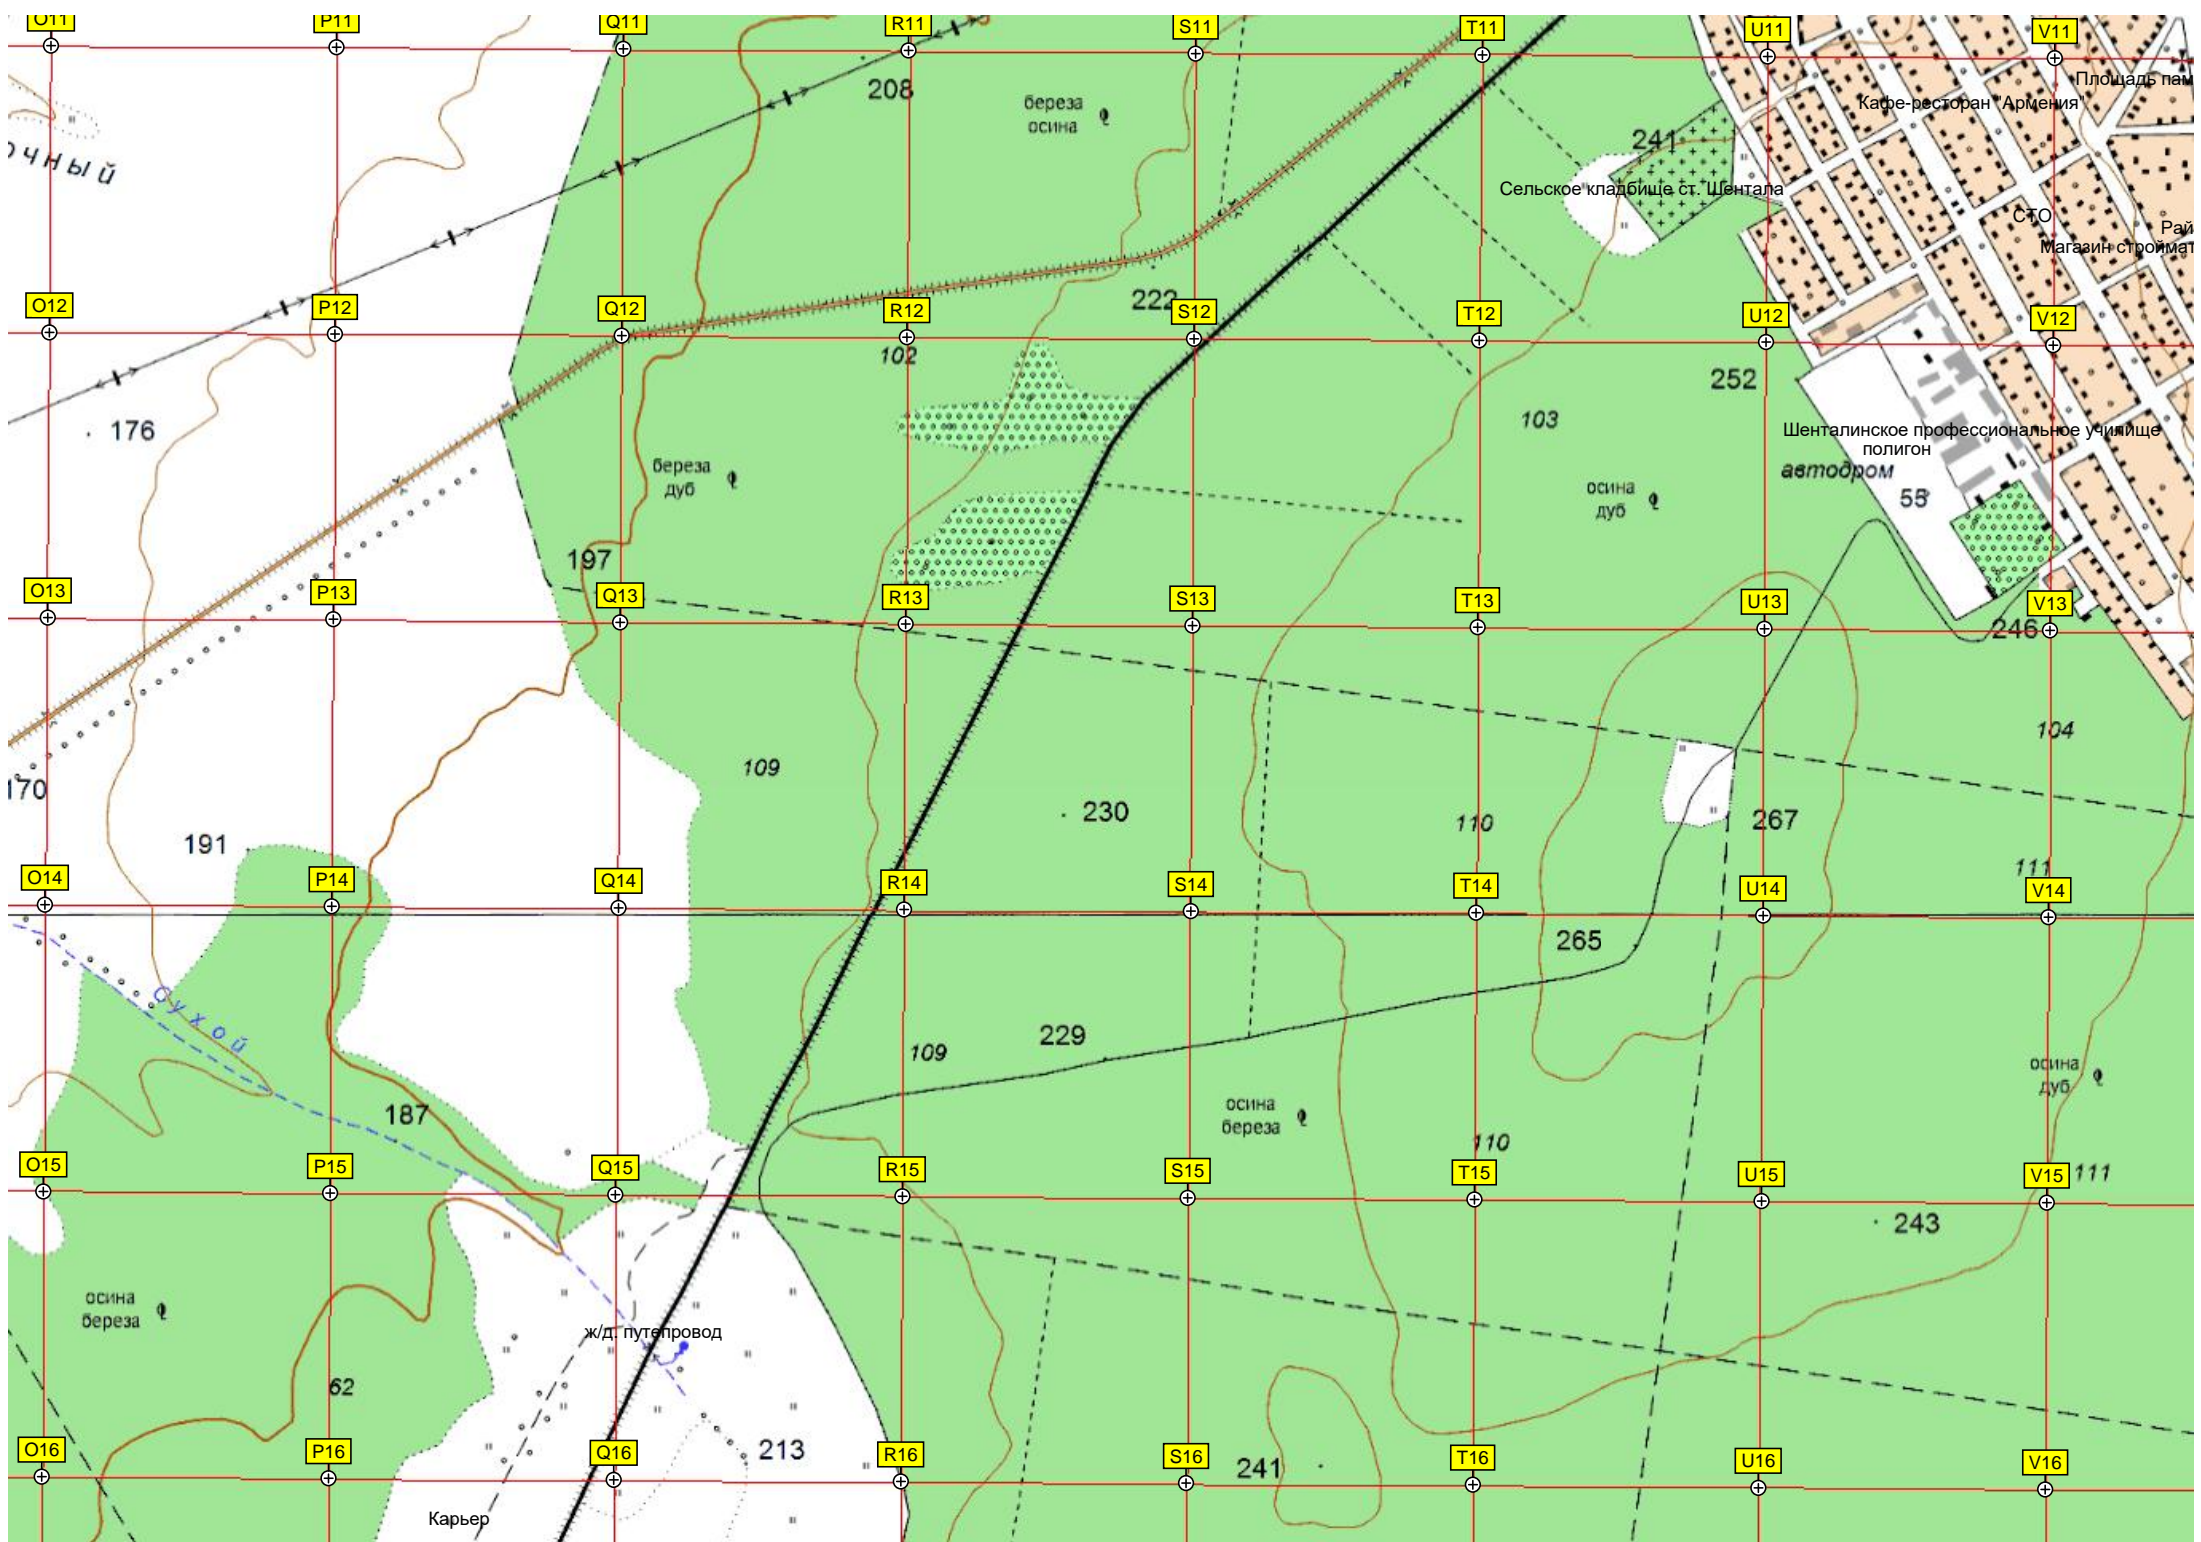 O11
P11
Q11
R11
S11
T11
U11
V11
Площадь пам
208
Кафе-ресторан "Армения"
береза
осина
241
очный
Сельское кладбище ст. Шентала
СТО
Рай
Магазин строймат
222
O12
P12
Q12
R12
S12
T12
U12
V12
102
252
103
176
Шенталинское профессиональное училище
полигон
береза
дуб
автодром
осина
дуб
55
197
O13
P13
Q13
R13
S13
T13
U13
V13
246
104
109
170
230
110
267
191
111
O14
P14
Q14
R14
S14
T14
U14
V14
265
Сухой
229
109
осина
дуб
187
осина
береза
110
O15
P15
Q15
R15
S15
T15
U15
V15
111
243
осина
береза
ж/д. путепровод
62
213
O16
P16
Q16
R16
S16
241
T16
U16
V16
Карьер